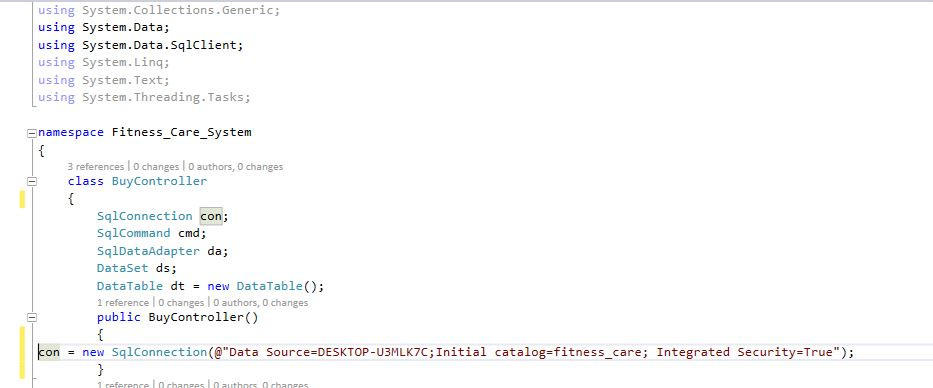 using System.Collections.Generic;
using System.Data;
using System.Data.SqlClient;
using System.Linq;
using System.Text;
using System.Threading.Tasks;
namespace Fitness_Care_System
{
3 references | 0 changes | 0 authors, 0 changes
class BuyController
{
SqlConnection con;
SqlCommand cmd;
SqlDataAdapter da;
DataSet ds;
DataTable dt = new DataTable();
1 reference | 0 changes | 0 authors, 0 changes
public BuyController()
{
con = new SqlConnection(@"Data Source=DESKTOP-U3MLK7C;Initial catalog=fitness_care; Integrated Security=True");
}
1 reference | 0 changes | 0 authors, 0 changes